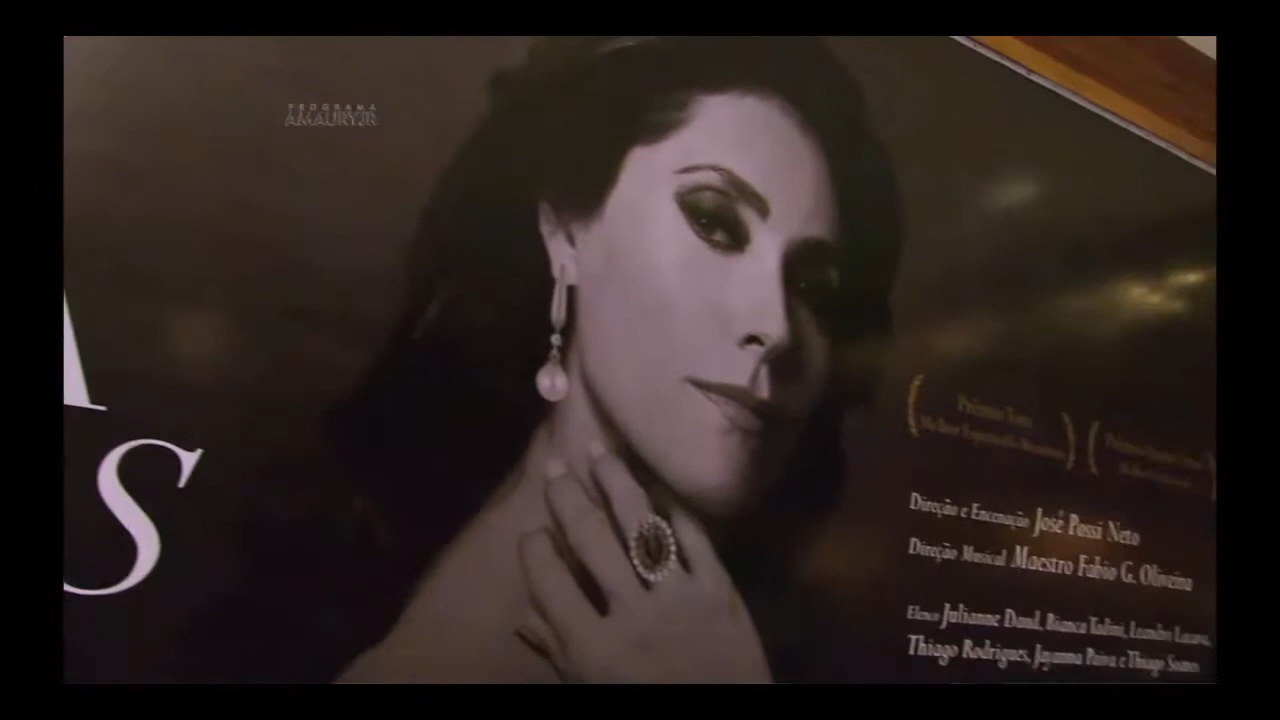 PROGRAMA
AMAURY JR
A
S
Prêmio
Direção e Encenação José Possi Neto
Direção Musical Maestro Fabio G. Oliveira
Elenco Julianne Daud, Bianca Tadini, Leandro
Thiago Rodrigues, Jayanna Paiva e Thiago Soares